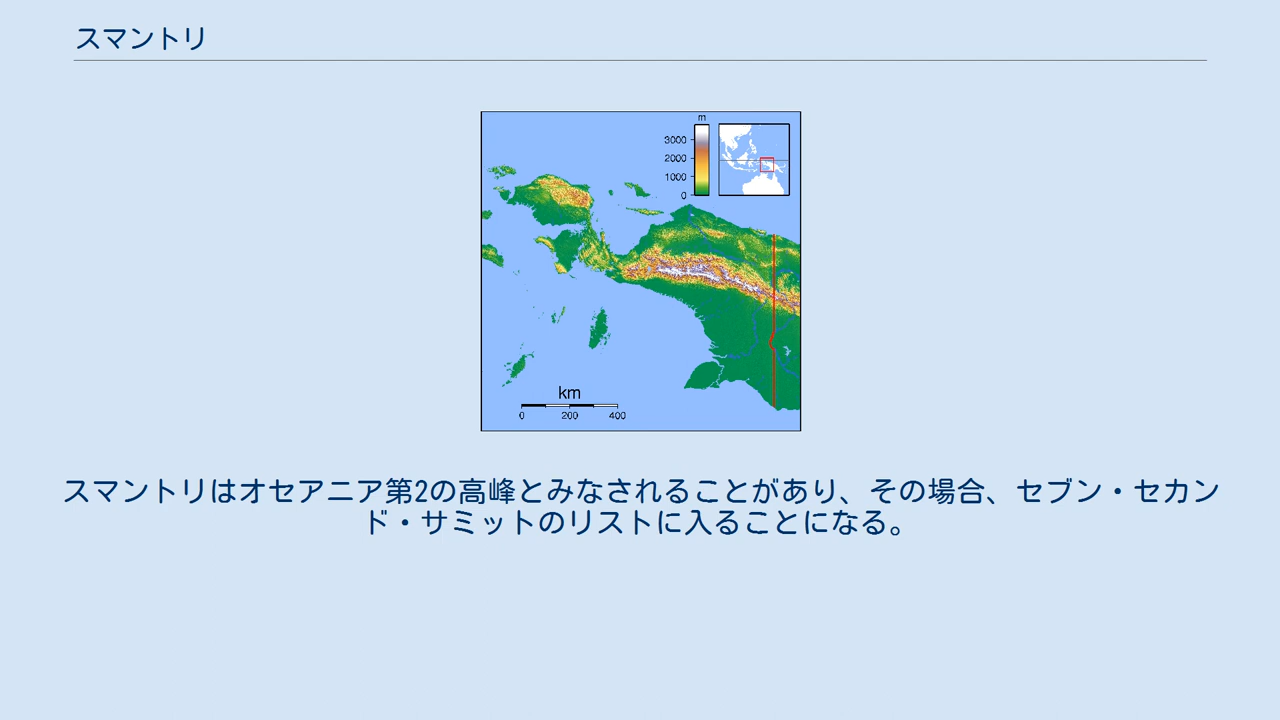 スマントリ
m
3000
2000
1000
0
km
0 200 400
スマントリはオセアニア第2の高峰とみなされることがあり、その場合、セブン・セカン
ド・サミットのリストに入ることになる。